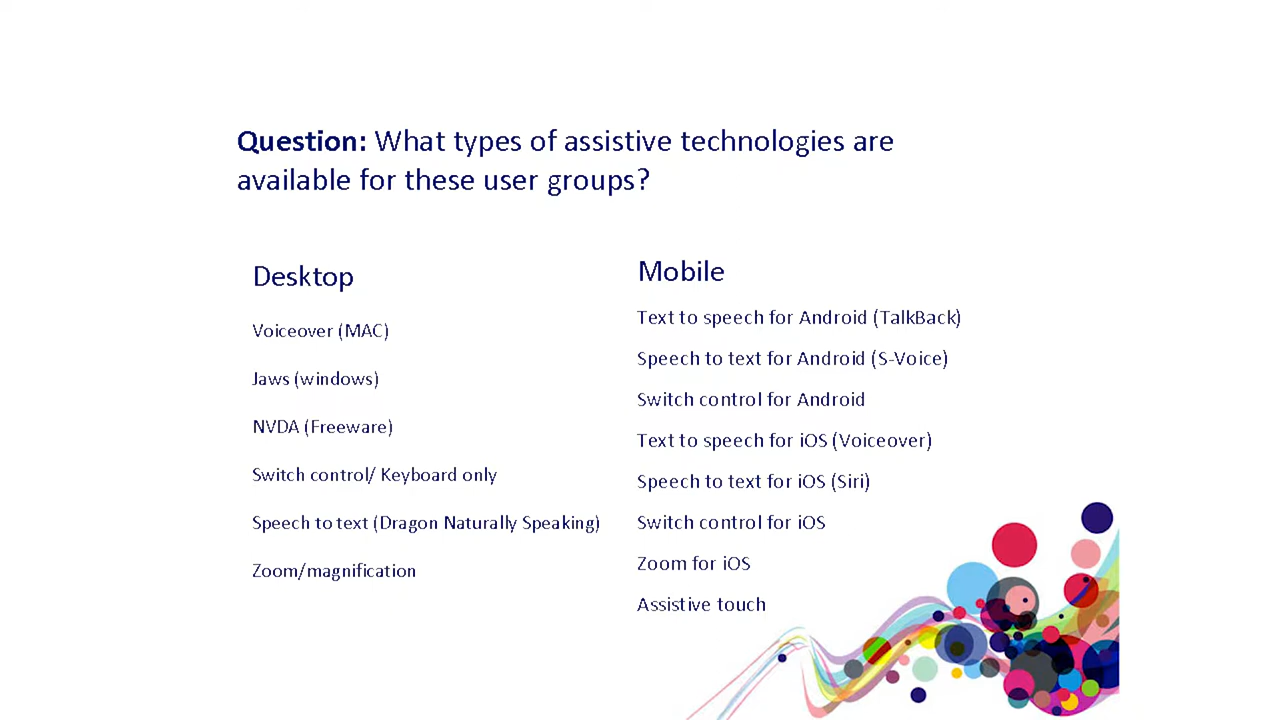 Question: What types of assistive technologies are
available for these user groups?
Desktop
Voiceover (MAC)
Jaws (windows)
NVDA (Freeware)
Switch control/ Keyboard only
Speech to text (Dragon Naturally Speaking)
Zoom/magnification
Mobile
Text to speech for Android (TalkBack)
Speech to text for Android (S-Voice)
Switch control for Android
Text to speech for iOS (Voiceover)
Speech to text for iOS (Siri)
Switch control for iOS
Zoom for iOS
Assistive touch